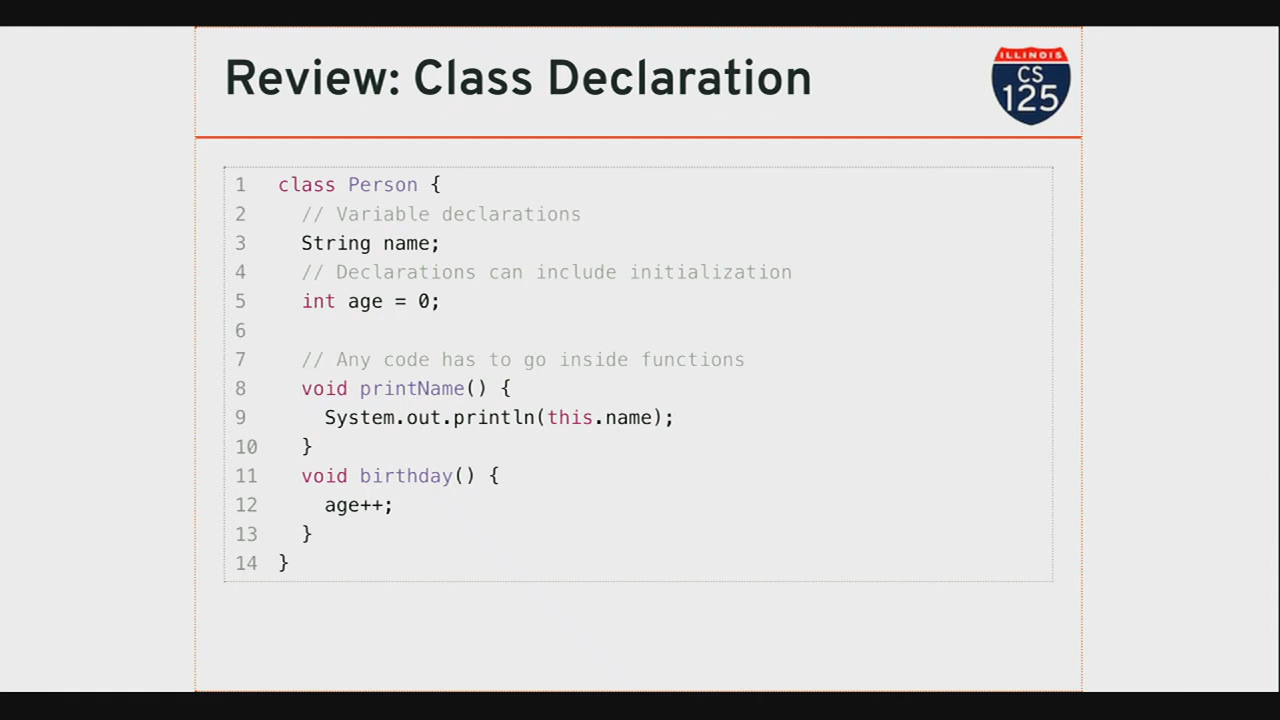 Review: Class Declaration
ILLINOIS
CS
125
1 class Person {
2   // Variable declarations
3   String name;
4   // Declarations can include initialization
5   int age = 0;
6
7   // Any code has to go inside functions
8   void printName() {
9     System.out.println(this.name);
10   }
11   void birthday() {
12     age++;
13   }
14 }